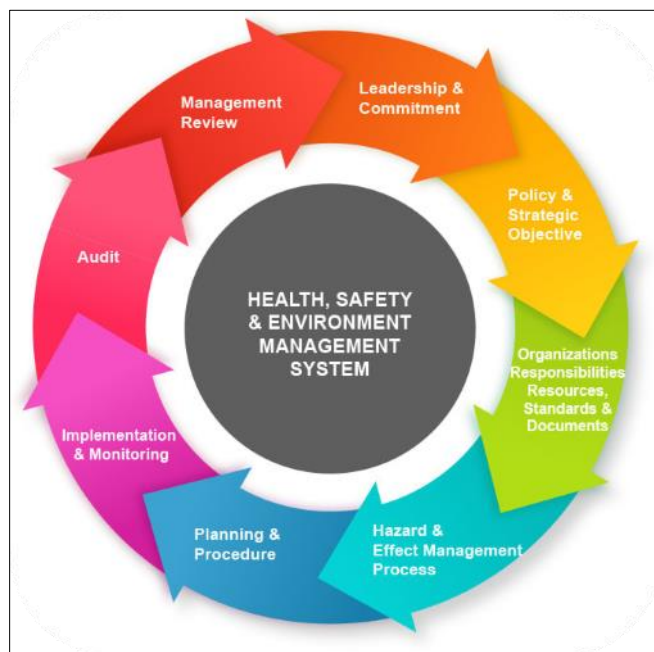 Management
Review
Leadership &
Commitment
Policy &
Strategic
Objective
Organizations
Responsibilities
Resources,
Standards &
Documents
Hazard &
Effect Management
Process
Planning &
Procedure
Implementation
& Monitoring
Audit
HEALTH, SAFETY
& ENVIRONMENT
MANAGEMENT
SYSTEM